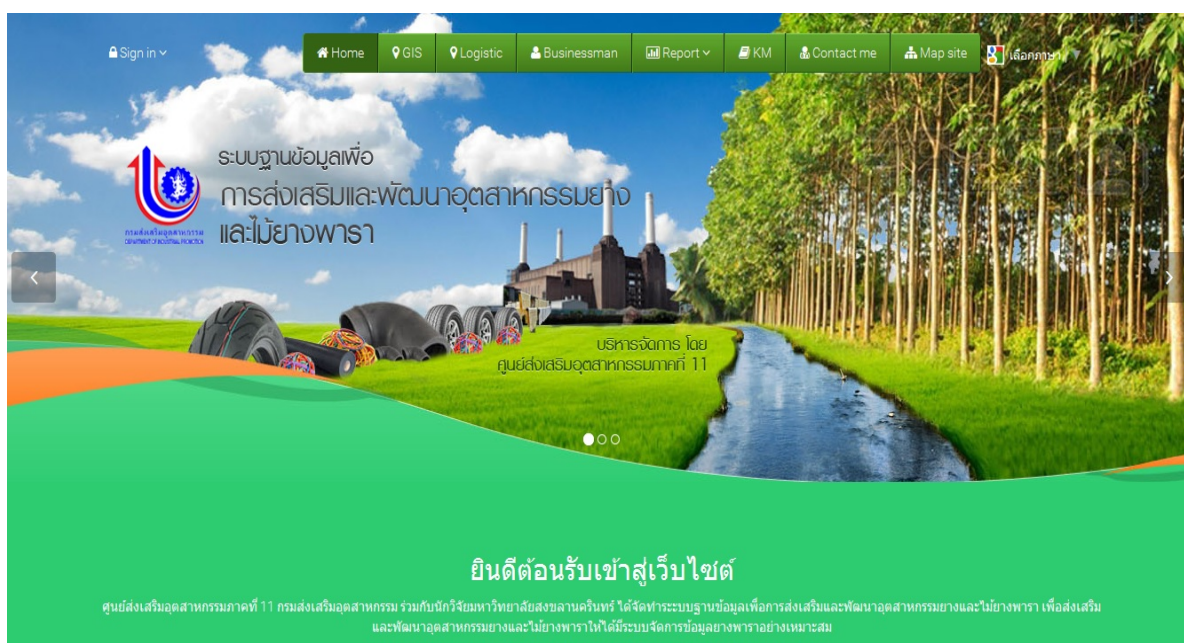 Sign in
Home
GIS
Logistic
Businessman
Report
KM
Contact me
Map site
เลือกภาษา
ระบบฐานข้อมูลเพื่อ
การส่งเสริมและพัฒนาอุตสาหกรรมยาง
และไม้ยางพารา
กรมส่งเสริมอุตสาหกรรม
DEPARTMENT OF INDUSTRIAL PROMOTION
บริหารจัดการ โดย
ศูนย์ส่งเสริมอุตสาหกรรมภาคที่ 11
ยินดีต้อนรับเข้าสู่เว็บไซต์
ศูนย์ส่งเสริมอุตสาหกรรมภาคที่ 11 กรมส่งเสริมอุตสาหกรรม ร่วมกับนักวิจัยมหาวิทยาลัยสงขลานครินทร์ ได้จัดทำระะบบฐานข้อมูลเพื่อการส่งเสริมและพัฒนาอุตสาหกรรมยางและไม้ยางพารา เพื่อส่งเสริม
และพัฒนาอุตสาหกรรมยางและไม้ยางพาราให้ได้มีระบบจัดการข้อมูลยางพาราอย่างเหมาะสม